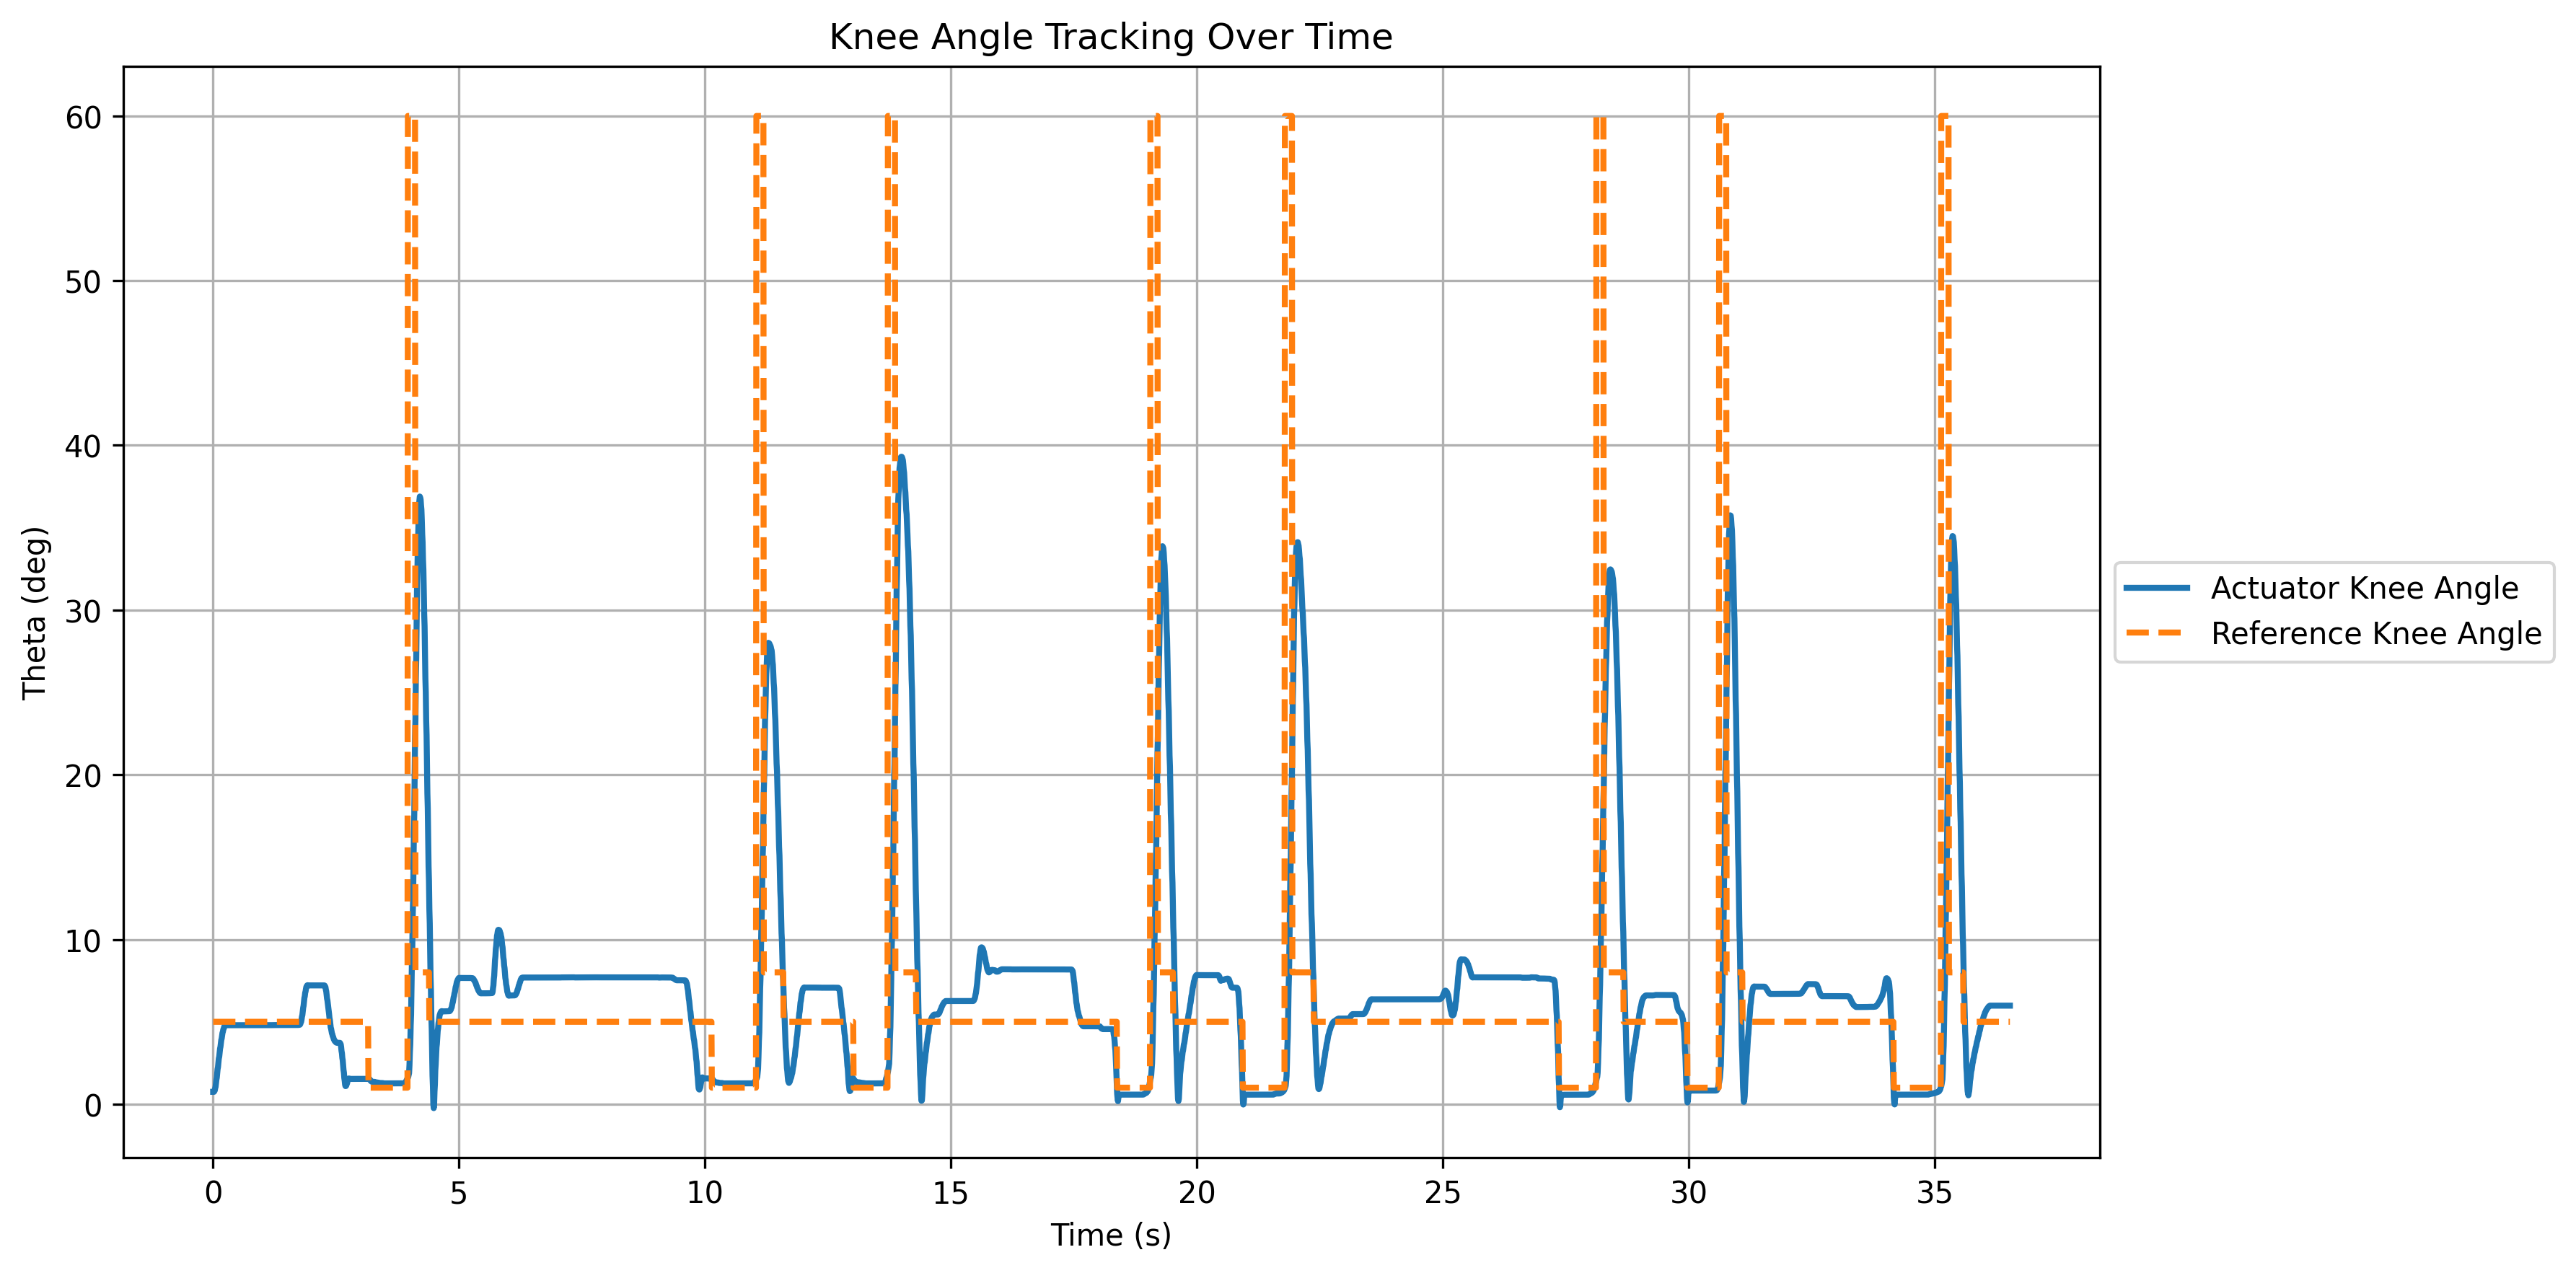 Knee Angle Tracking Over Time
60
50
40
30
20
10
0
Theta (deg)
0 5 10 15 20 25 30 35
Time (s)
Actuator Knee Angle
Reference Knee Angle